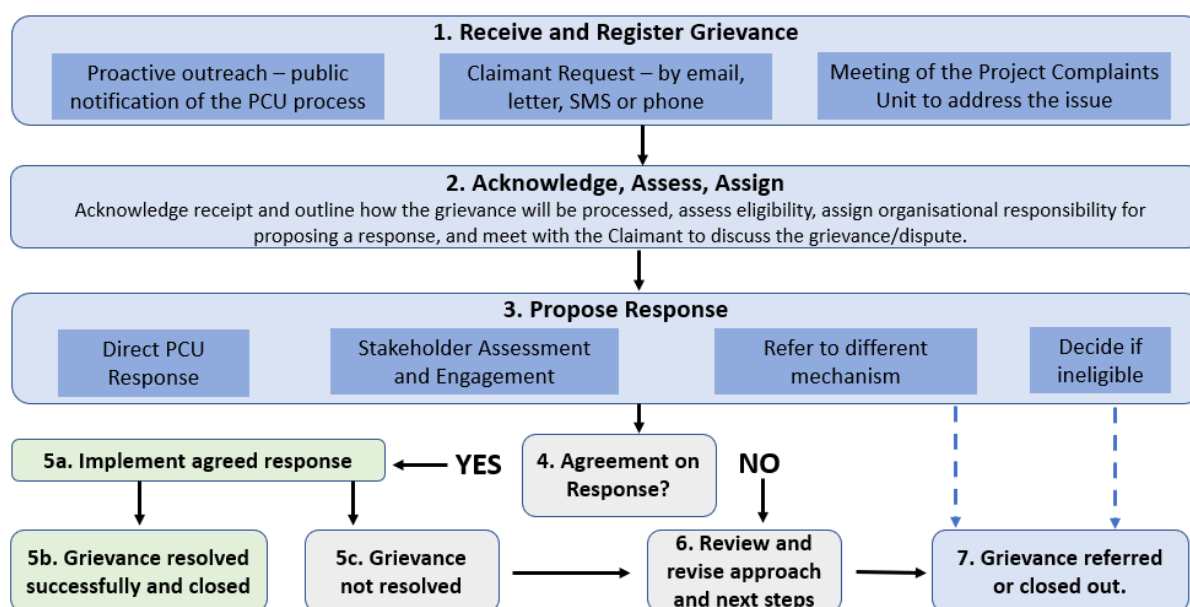 1. Receive and Register Grievance
Proactive outreach – public
notification of the PCU process
Claimant Request – by email,
letter, SMS or phone
Meeting of the Project Complaints
Unit to address the issue
2. Acknowledge, Assess, Assign
Acknowledge receipt and outline how the grievance will be processed, assess eligibility, assign organisational responsibility for
proposing a response, and meet with the Claimant to discuss the grievance/dispute.
3. Propose Response
Direct PCU
Response
Stakeholder Assessment
and Engagement
Refer to different
mechanism
Decide if
ineligible
5a. Implement agreed response
YES
4. Agreement on
Response?
NO
5b. Grievance resolved
successfully and closed
5c. Grievance
not resolved
6. Review and
revise approach
and next steps
7. Grievance referred
or closed out.